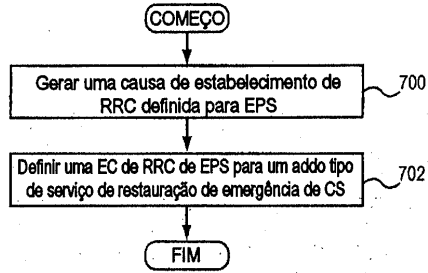 COMEÇO
Gerar uma causa de estabelecimento de
RRC definida para EPS
700
Definir uma EC de RRC de EPS para um addo tipo
de serviço de restauração de emergência de CS
702
FIM